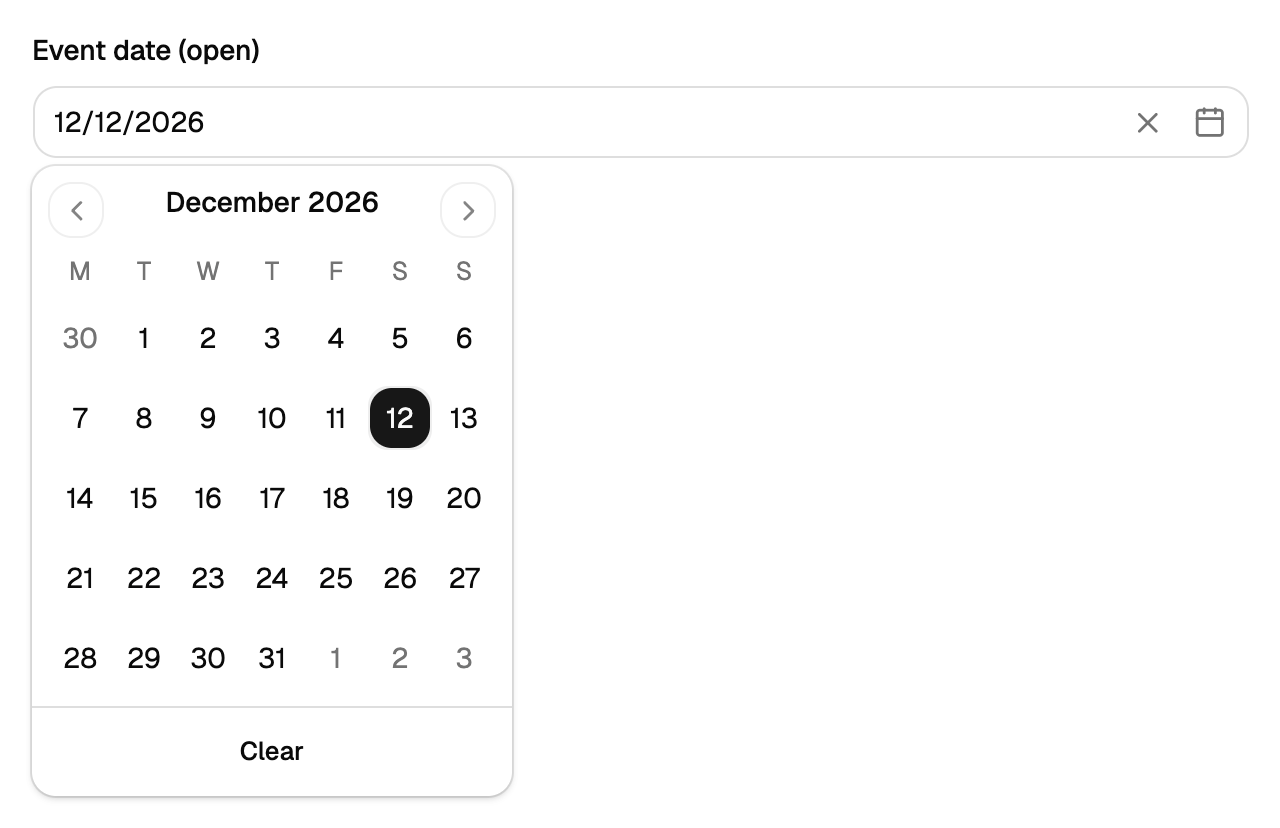 Event date (open)
12/12/2026
December 2026
M T W T F S S
30 1 2 3 4 5 6
7 8 9 10 11 12 13
14 15 16 17 18 19 20
21 22 23 24 25 26 27
28 29 30 31 1 2 3
Clear